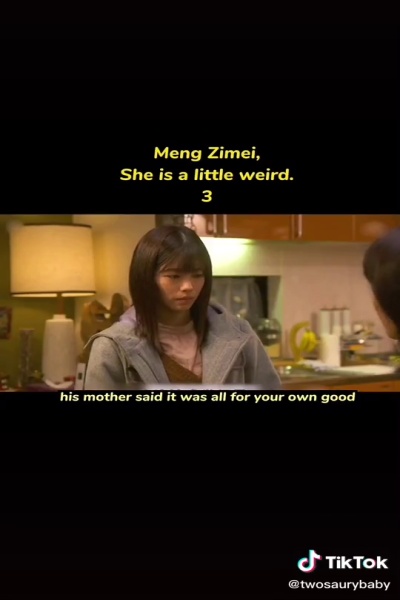 Meng Zimei,
She is a little weird.
3
his mother said it was all for your own good
TikTok
@twosaurybaby